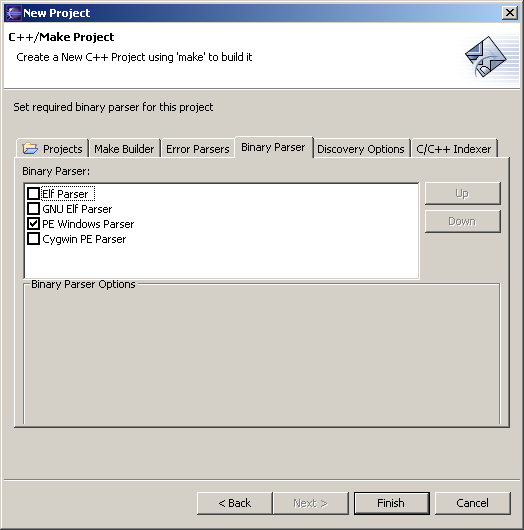 New Project
C++/Make Project
Create a New C++ Project using 'make' to build it
Set required binary parser for this project
Projects Make Builder Error Parsers Binary Parser Discovery Options C/C++ Indexer
Binary Parser:
Elf Parser
GNU Elf Parser
PE Windows Parser
Cygwin PE Parser
Up
Down
Binary Parser Options
< Back Next > Finish Cancel